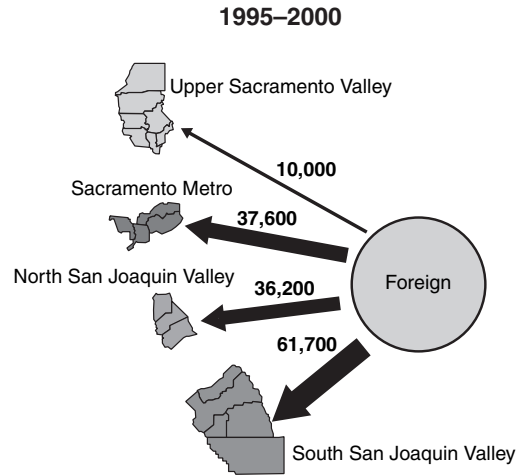 1995–2000
Upper Sacramento Valley
10,000
Sacramento Metro
37,600
North San Joaquin Valley
36,200
Foreign
61,700
South San Joaquin Valley